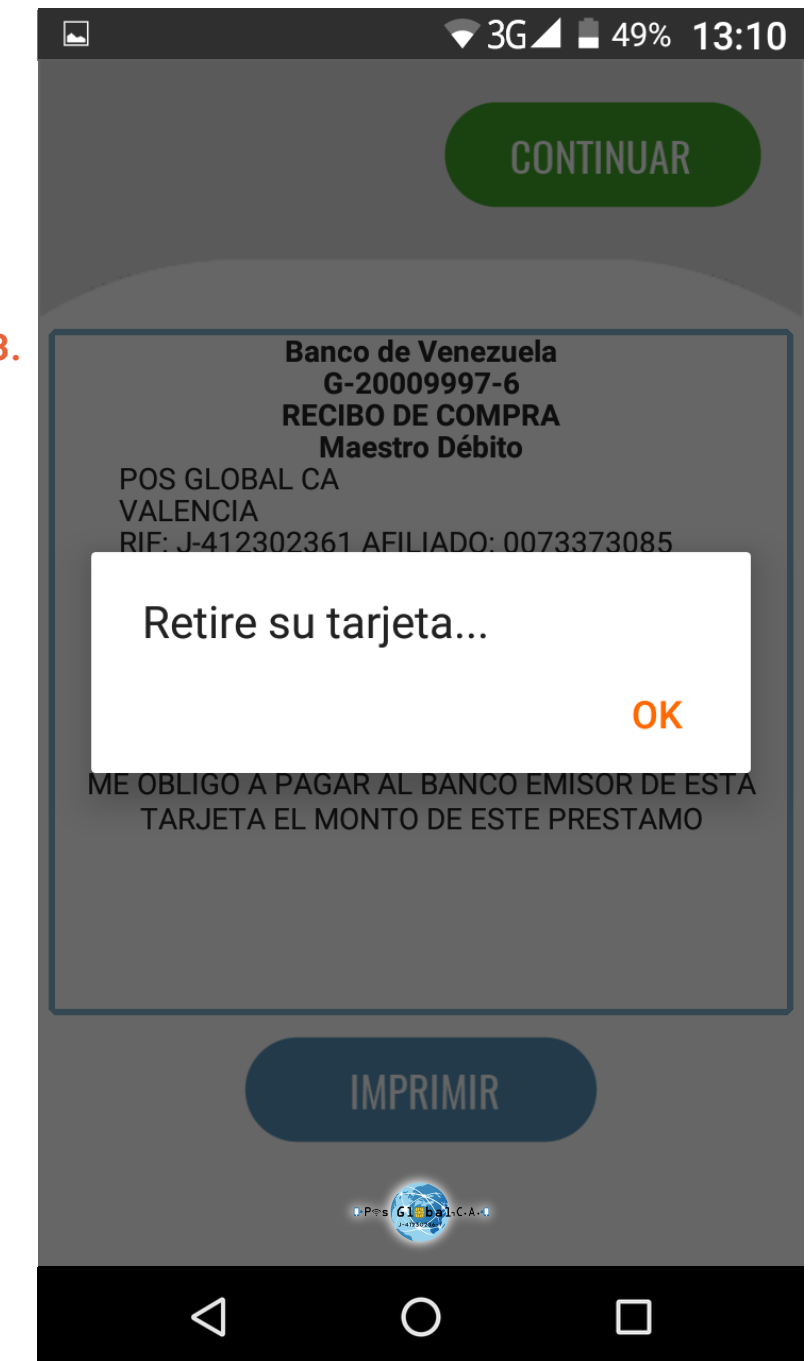 3G 49% 13:10
CONTINUAR
3.
Banco de Venezuela
G-20009997-6
RECIBO DE COMPRA
Maestro Débito
POS GLOBAL CA
VALENCIA
RIF: J-412302361 AFILIADO: 0073373085
Retire su tarjeta...
OK
ME OBLIGO A PAGAR AL BANCO EMISOR DE ESTA
TARJETA EL MONTO DE ESTE PRESTAMO
IMPRIMIR
Pos Global C.A.